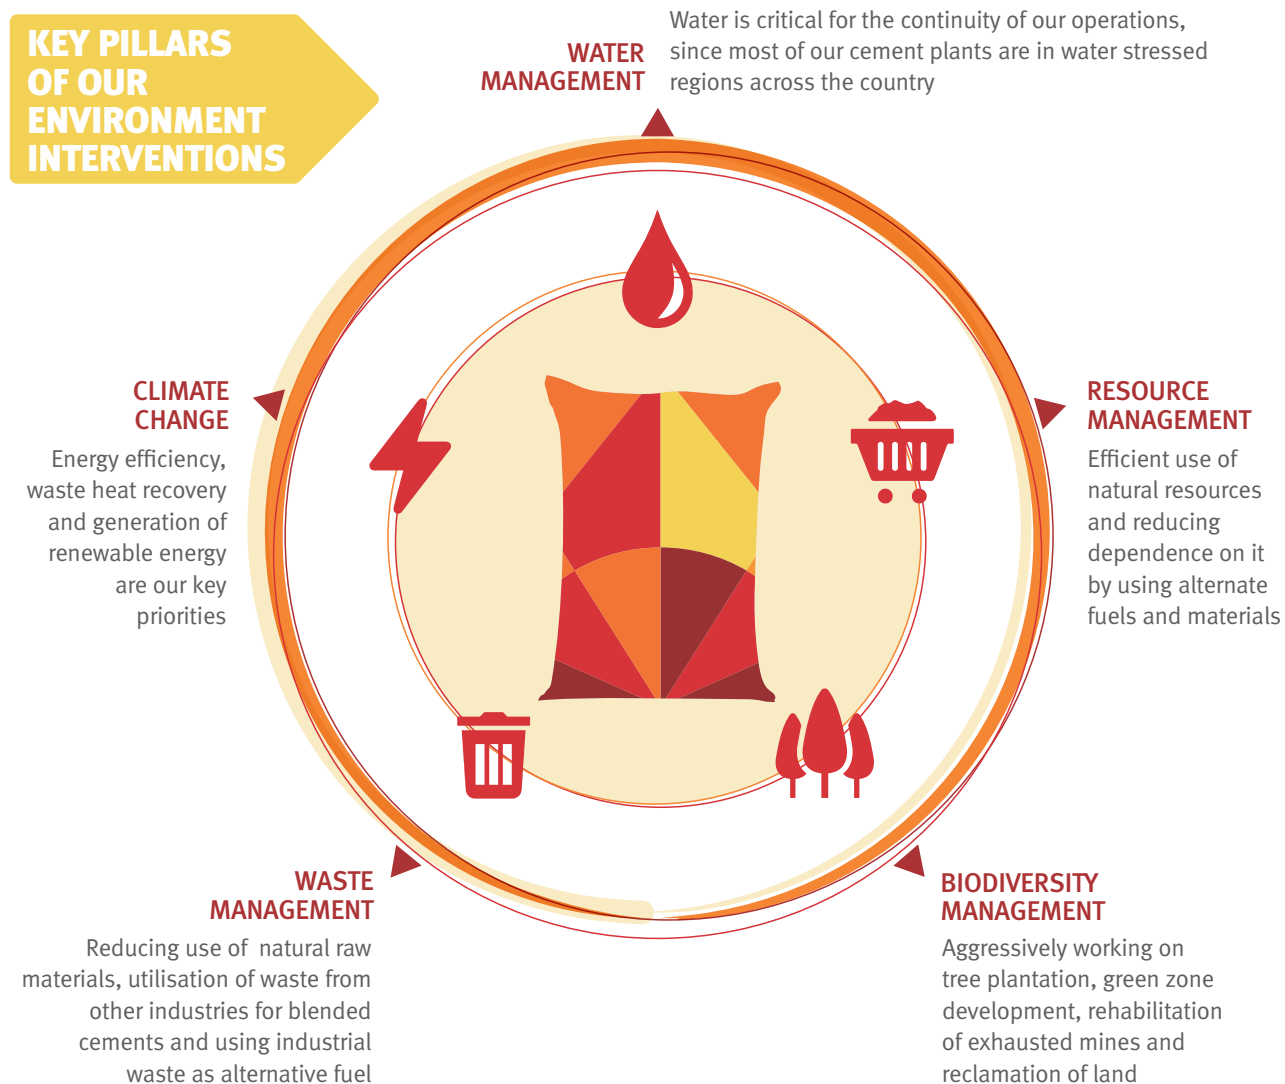 KEY PILLARS
OF OUR
ENVIRONMENT
INTERVENTIONS
WATER
MANAGEMENT
Water is critical for the continuity of our operations,
since most of our cement plants are in water stressed
regions across the country
CLIMATE
CHANGE
Energy efficiency,
waste heat recovery
and generation of
renewable energy
are our key
priorities
RESOURCE
MANAGEMENT
Efficient use of
natural resources
and reducing
dependence on it
by using alternate
fuels and materials
WASTE
MANAGEMENT
Reducing use of natural raw
materials, utilisation of waste from
other industries for blended
cements and using industrial
waste as alternative fuel
BIODIVERSITY
MANAGEMENT
Aggressively working on
tree plantation, green zone
development, rehabilitation
of exhausted mines and
reclamation of land